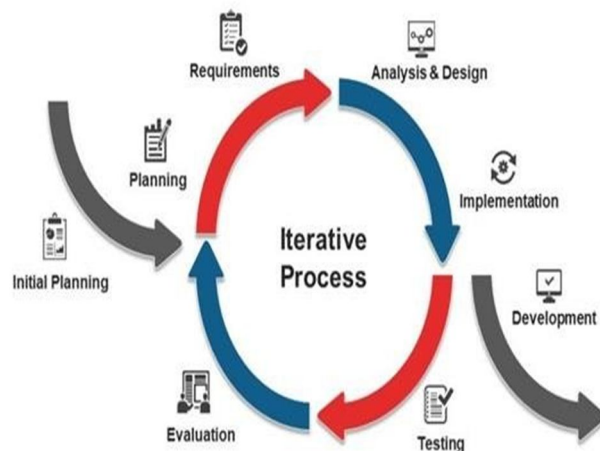 Requirements
Analysis & Design
Planning
Implementation
Iterative
Process
Initial Planning
Development
Evaluation
Testing